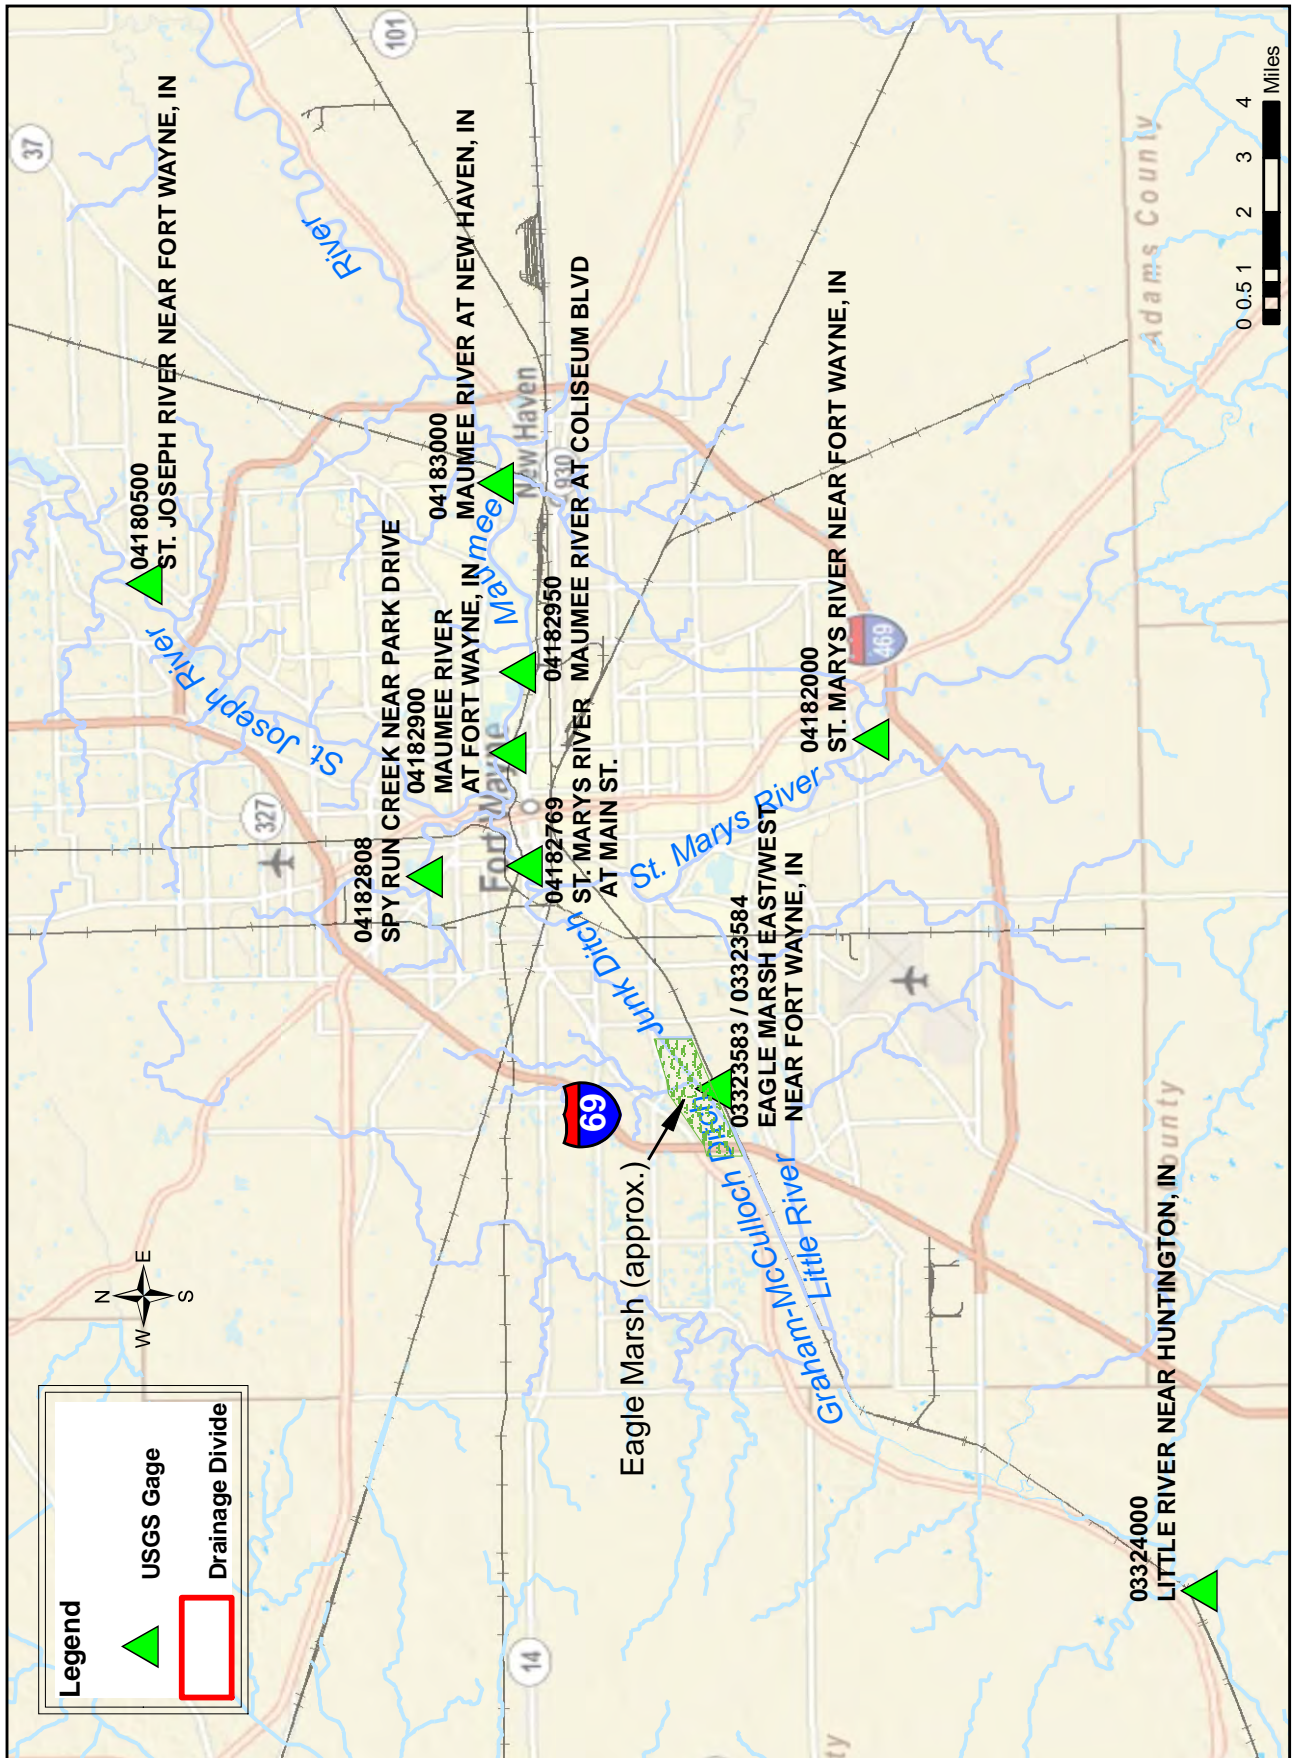 Legend
USGS Gage
Drainage Divide
N
W
E
S
37
101
04180500
ST. JOSEPH RIVER NEAR FORT WAYNE, IN
River
St. Joseph River
327
04182808
SPY RUN CREEK NEAR PARK DRIVE
04182900
MAUMEE RIVER
AT FORT WAYNE, IN
04183000
MAUMEE RIVER AT NEW HAVEN, IN
Maumee
New Haven
930
Fort Wayne
04182950
MAUMEE RIVER AT COLISEUM BLVD
04182769
ST. MARYS RIVER
AT MAIN ST.
Junk Ditch
69
St. Marys River
Eagle Marsh (approx.)
03323583 / 03323584
EAGLE MARSH EAST/WEST
NEAR FORT WAYNE, IN
Graham-McCulloch Ditch
Little River
04182000
ST. MARYS RIVER NEAR FORT WAYNE, IN
469
14
03324000
LITTLE RIVER NEAR HUNTINGTON, IN
Adams County
0 0.5 1 2 3 4
Miles